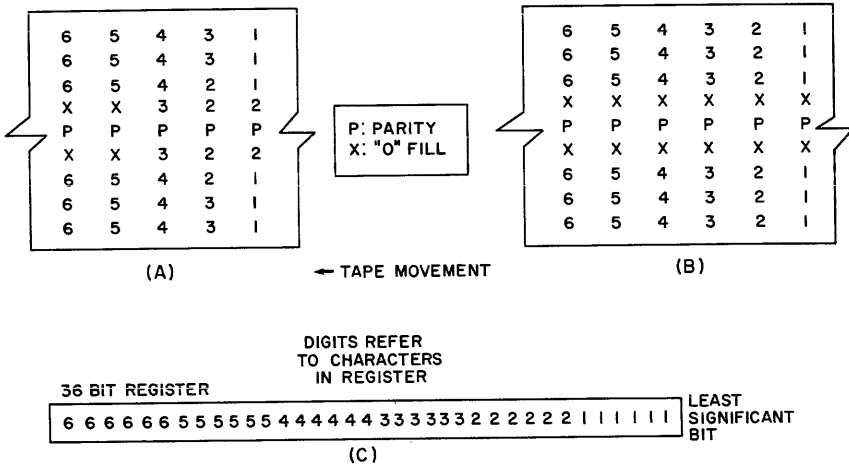 6 5 4 3 1
6 5 4 3 1
6 5 4 2 1
X X 3 2 2
P P P P P
X X 3 2 2
6 5 4 2 1
6 5 4 3 1
6 5 4 3 1
(A)
P: PARITY
X: "O" FILL
6 5 4 3 2 1
6 5 4 3 2 1
6 5 4 3 2 1
X X X X X X
P P P P P P
X X X X X X
6 5 4 3 2 1
6 5 4 3 2 1
6 5 4 3 2 1
(B)
← TAPE MOVEMENT
DIGITS REFER
TO CHARACTERS
IN REGISTER
36 BIT REGISTER
6 6 6 6 6 6 5 5 5 5 5 5 4 4 4 4 4 4 3 3 3 3 3 3 2 2 2 2 2 2 1 1 1 1 1 1
LEAST
SIGNIFICANT
BIT
(C)